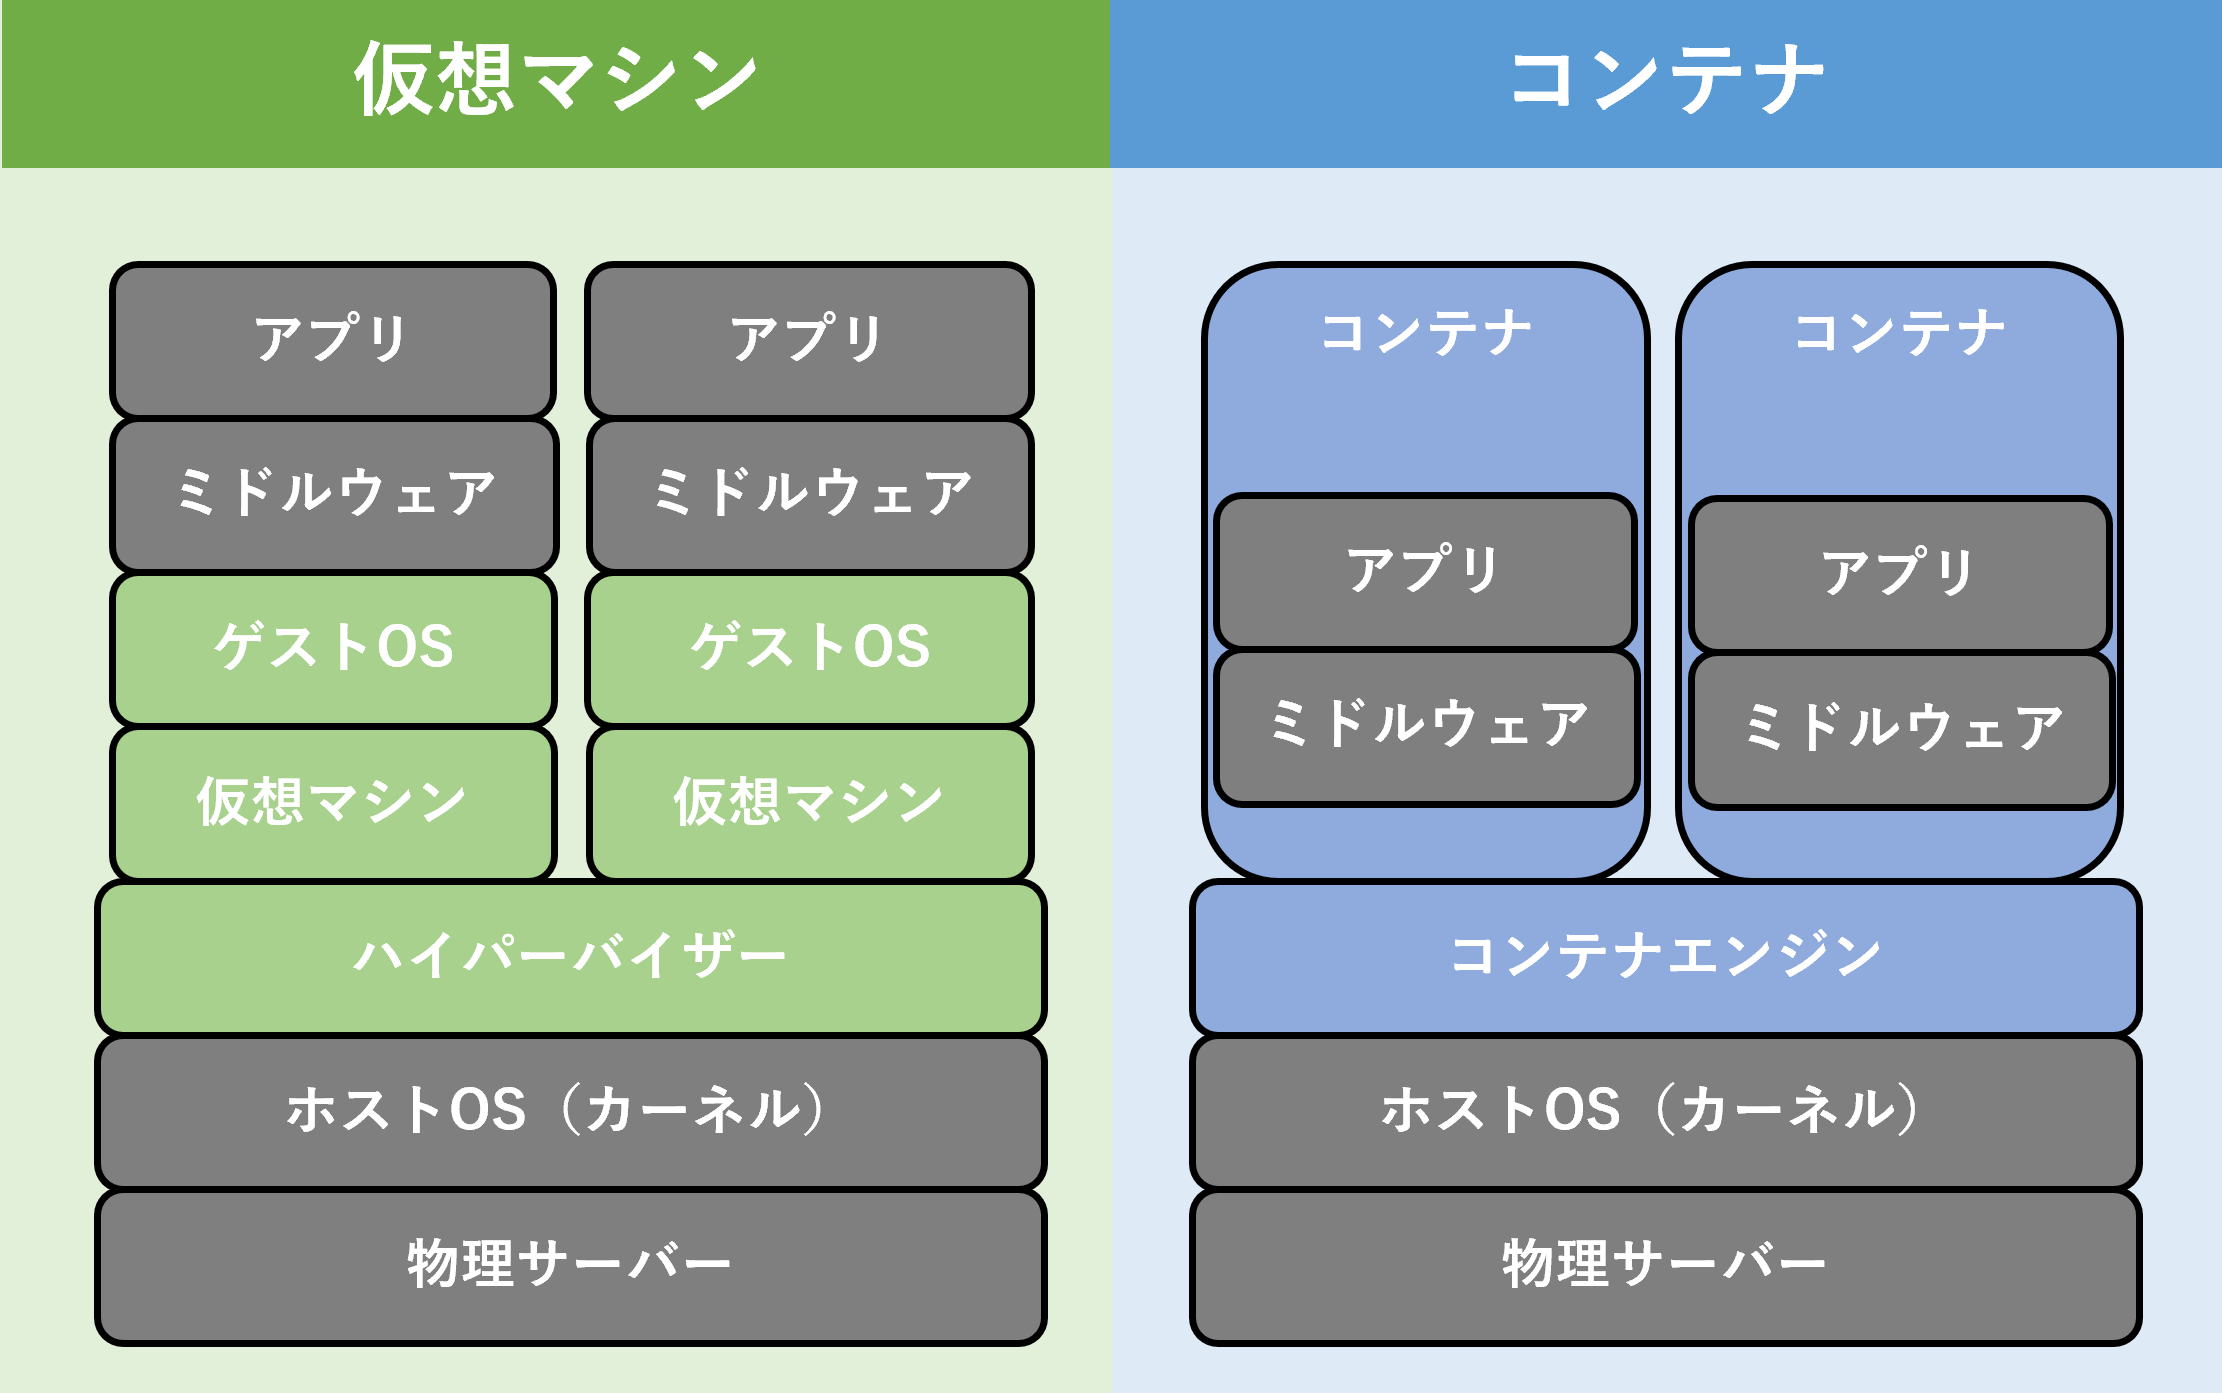 仮想マシン
アプリ
アプリ
ミドルウェア
ミドルウェア
ゲストOS
ゲストOS
仮想マシン
仮想マシン
ハイパーバイザー
ホストOS（カーネル）
物理サーバー
コンテナ
コンテナ
コンテナ
アプリ
アプリ
ミドルウェア
ミドルウェア
コンテナエンジン
ホストOS（カーネル）
物理サーバー